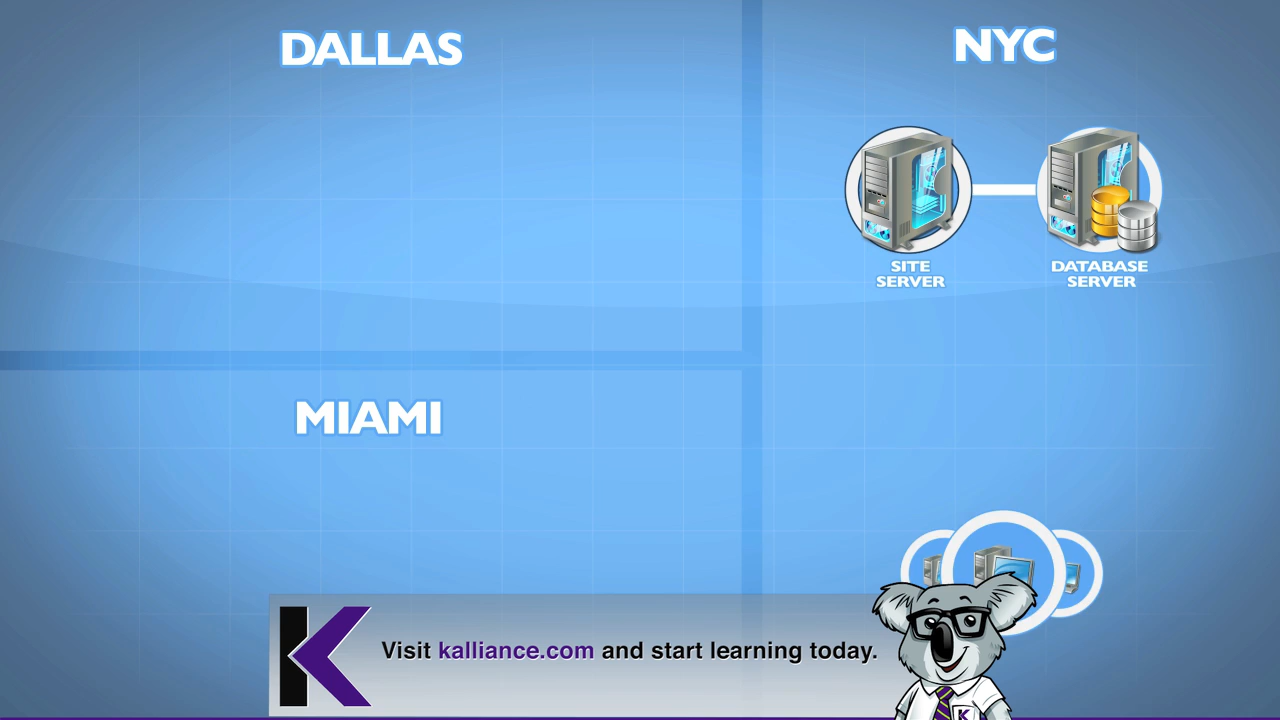 DALLAS
NYC
SITE
SERVER
DATABASE
SERVER
MIAMI
K
Visit kalliance.com and start learning today.
K